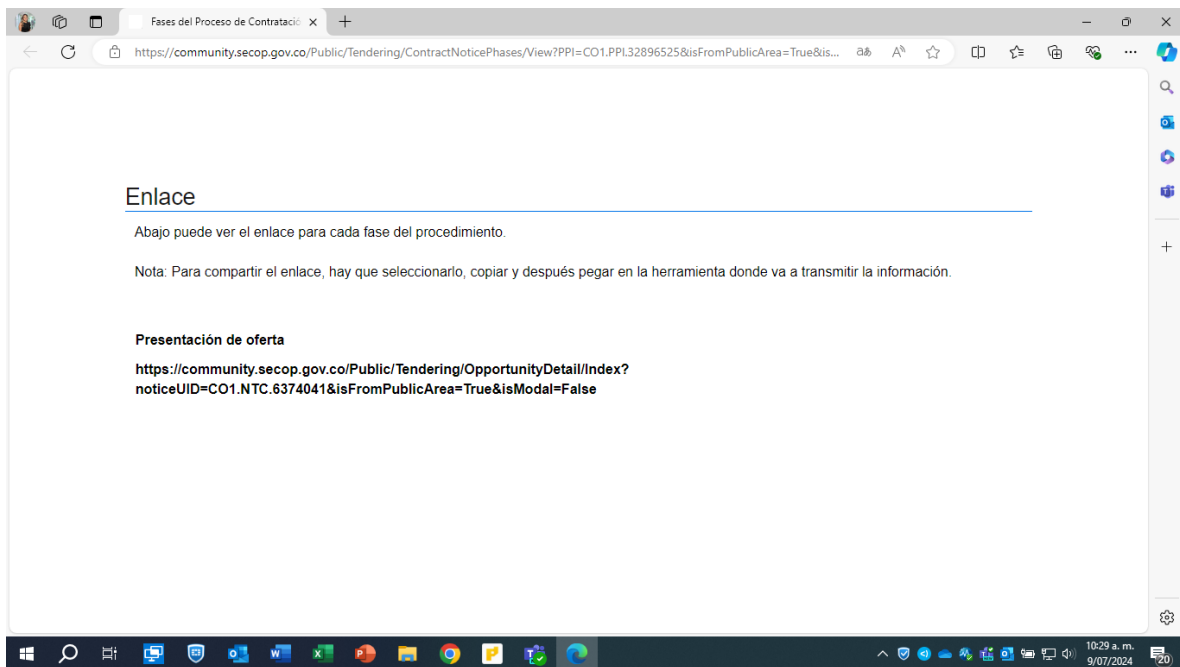 Fases del Proceso de Contratació
https://community.secop.gov.co/Public/Tendering/ContractNoticePhases/View?PPI=CO1.PPI.32896525&isFromPublicArea=True&is...
Enlace
Abajo puede ver el enlace para cada fase del procedimiento.
Nota: Para compartir el enlace, hay que seleccionarlo, copiar y después pegar en la herramienta donde va a transmitir la información.
Presentación de oferta
https://community.secop.gov.co/Public/Tendering/OpportunityDetail/Index?
noticeUID=CO1.NTC.6374041&isFromPublicArea=True&isModal=False
10:29 a. m.
9/07/2024
20